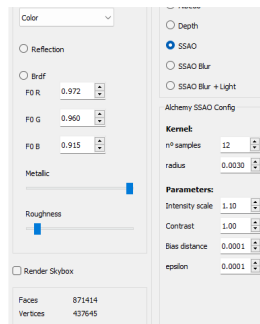 Color
Reflection
Brdf
F0 R 0.972
F0 G 0.960
F0 B 0.915
Metallic
Roughness
Render Skybox
Faces 871414
Vertices 437645
Depth
SSAO
SSAO Blur
SSAO Blur + Light
Alchemy SSAO Config
Kernel:
nº samples 12
radius 0.0030
Parameters:
Intensity scale 1.10
Contrast 1.00
Bias distance 0.0001
epsilon 0.0001